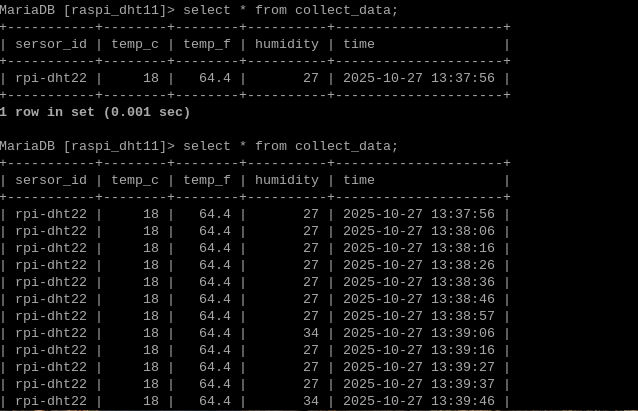 MariaDB [raspi_dht11]> select * from collect_data;
+-----------+--------+--------+----------+---------------------+
| sersor_id | temp_c | temp_f | humidity | time                |
+-----------+--------+--------+----------+---------------------+
| rpi-dht22 |     18 |   64.4 |       27 | 2025-10-27 13:37:56 |
+-----------+--------+--------+----------+---------------------+
1 row in set (0.001 sec)

MariaDB [raspi_dht11]> select * from collect_data;
+-----------+--------+--------+----------+---------------------+
| sersor_id | temp_c | temp_f | humidity | time                |
+-----------+--------+--------+----------+---------------------+
| rpi-dht22 |     18 |   64.4 |       27 | 2025-10-27 13:37:56 |
| rpi-dht22 |     18 |   64.4 |       27 | 2025-10-27 13:38:06 |
| rpi-dht22 |     18 |   64.4 |       27 | 2025-10-27 13:38:16 |
| rpi-dht22 |     18 |   64.4 |       27 | 2025-10-27 13:38:26 |
| rpi-dht22 |     18 |   64.4 |       27 | 2025-10-27 13:38:36 |
| rpi-dht22 |     18 |   64.4 |       27 | 2025-10-27 13:38:46 |
| rpi-dht22 |     18 |   64.4 |       27 | 2025-10-27 13:38:57 |
| rpi-dht22 |     18 |   64.4 |       34 | 2025-10-27 13:39:06 |
| rpi-dht22 |     18 |   64.4 |       27 | 2025-10-27 13:39:16 |
| rpi-dht22 |     18 |   64.4 |       27 | 2025-10-27 13:39:27 |
| rpi-dht22 |     18 |   64.4 |       27 | 2025-10-27 13:39:37 |
| rpi-dht22 |     18 |   64.4 |       34 | 2025-10-27 13:39:46 |